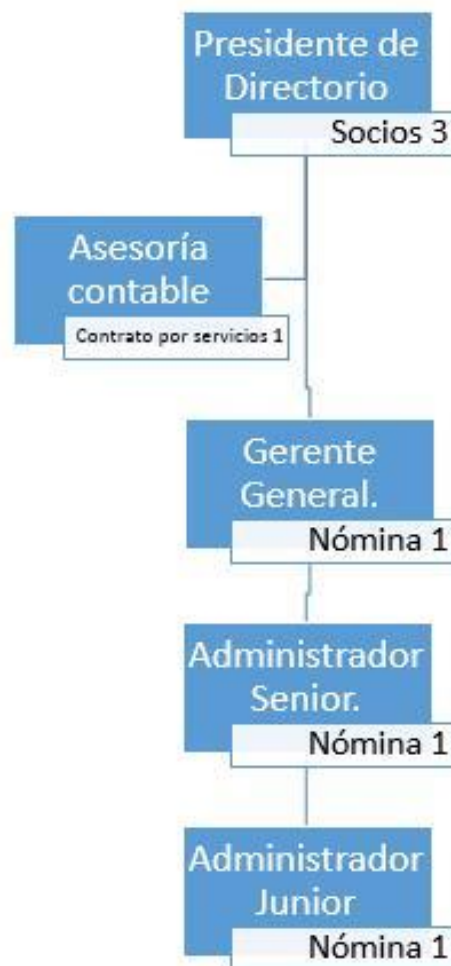 Presidente de
Directorio
Socios 3
Asesoría
contable
Contrato por servicios 1
Gerente
General.
Nómina 1
Administrador
Senior.
Nómina 1
Administrador
Junior
Nómina 1